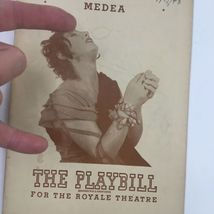 MEDEA
THE PLAYBILL
FOR THE ROYALE THEATRE